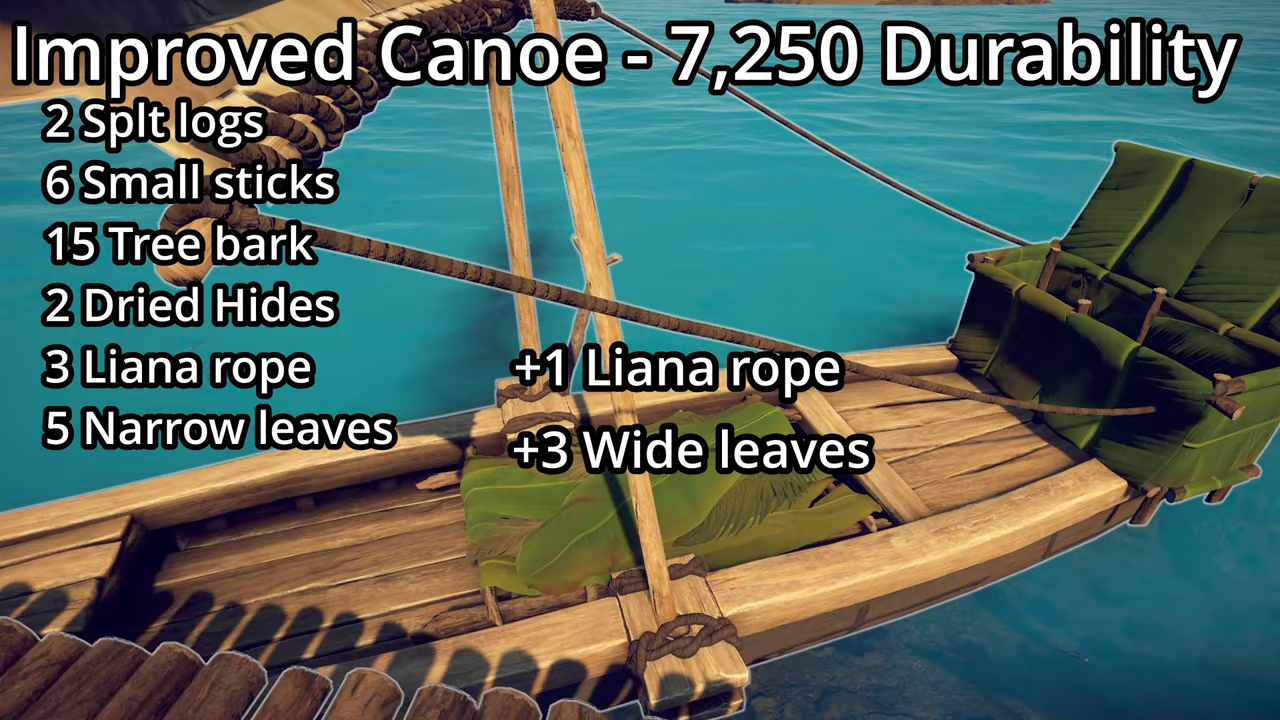 Improved Canoe - 7,250 Durability
2 Splt logs
6 Small sticks
15 Tree bark
2 Dried Hides
3 Liana rope
5 Narrow leaves
+1 Liana rope
+3 Wide leaves